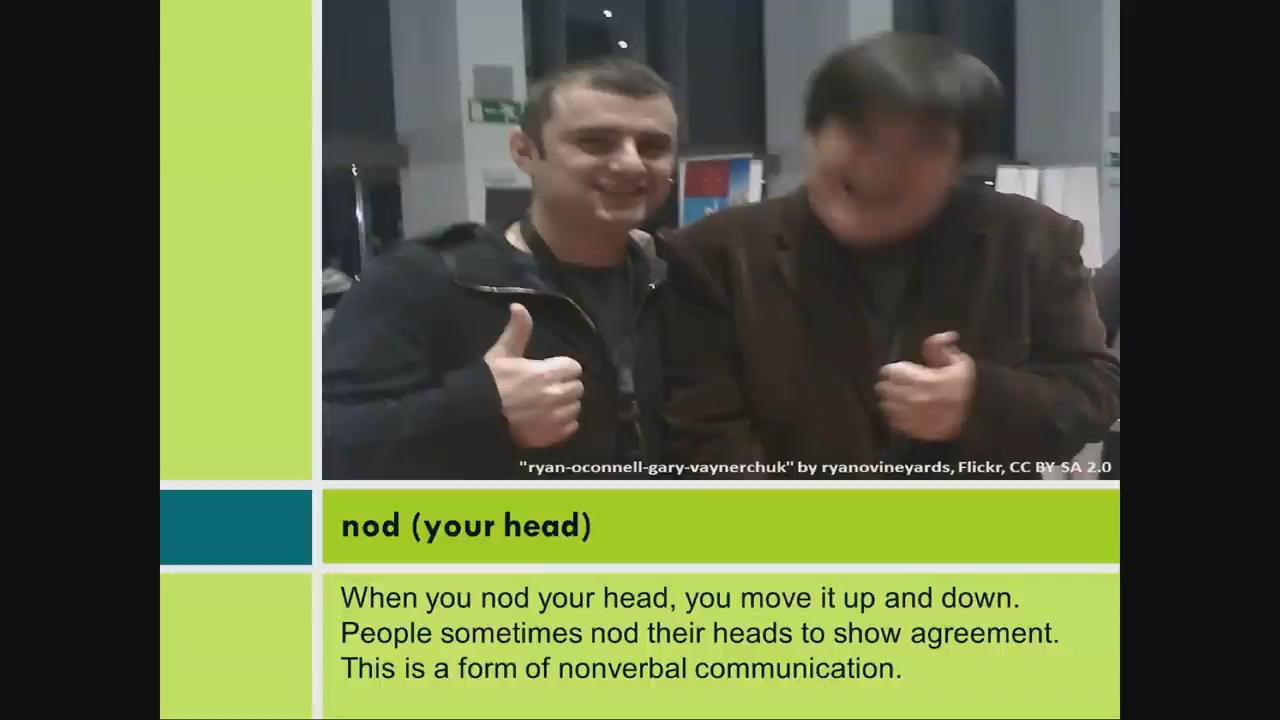 "ryan-oconnell-gary-vaynerchuk" by ryanovineyards, Flickr, CC BY SA 2.0
nod (your head)
When you nod your head, you move it up and down.
People sometimes nod their heads to show agreement.
This is a form of nonverbal communication.